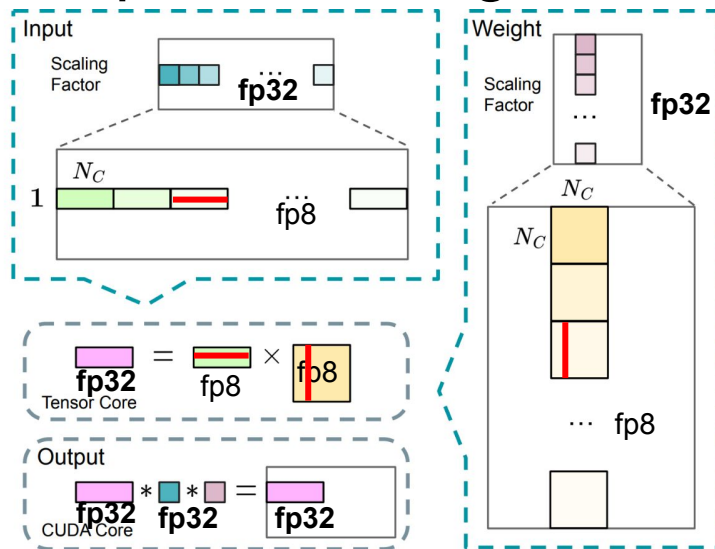 Input
Scaling
Factor
...
fp32
N_C
1
...
fp8
Weight
Scaling
Factor
...
fp32
N_C
N_C
... fp8
= ×
fp32 fp8 fp8
Tensor Core
Output
* * =
fp32 fp32 fp32
CUDA Core